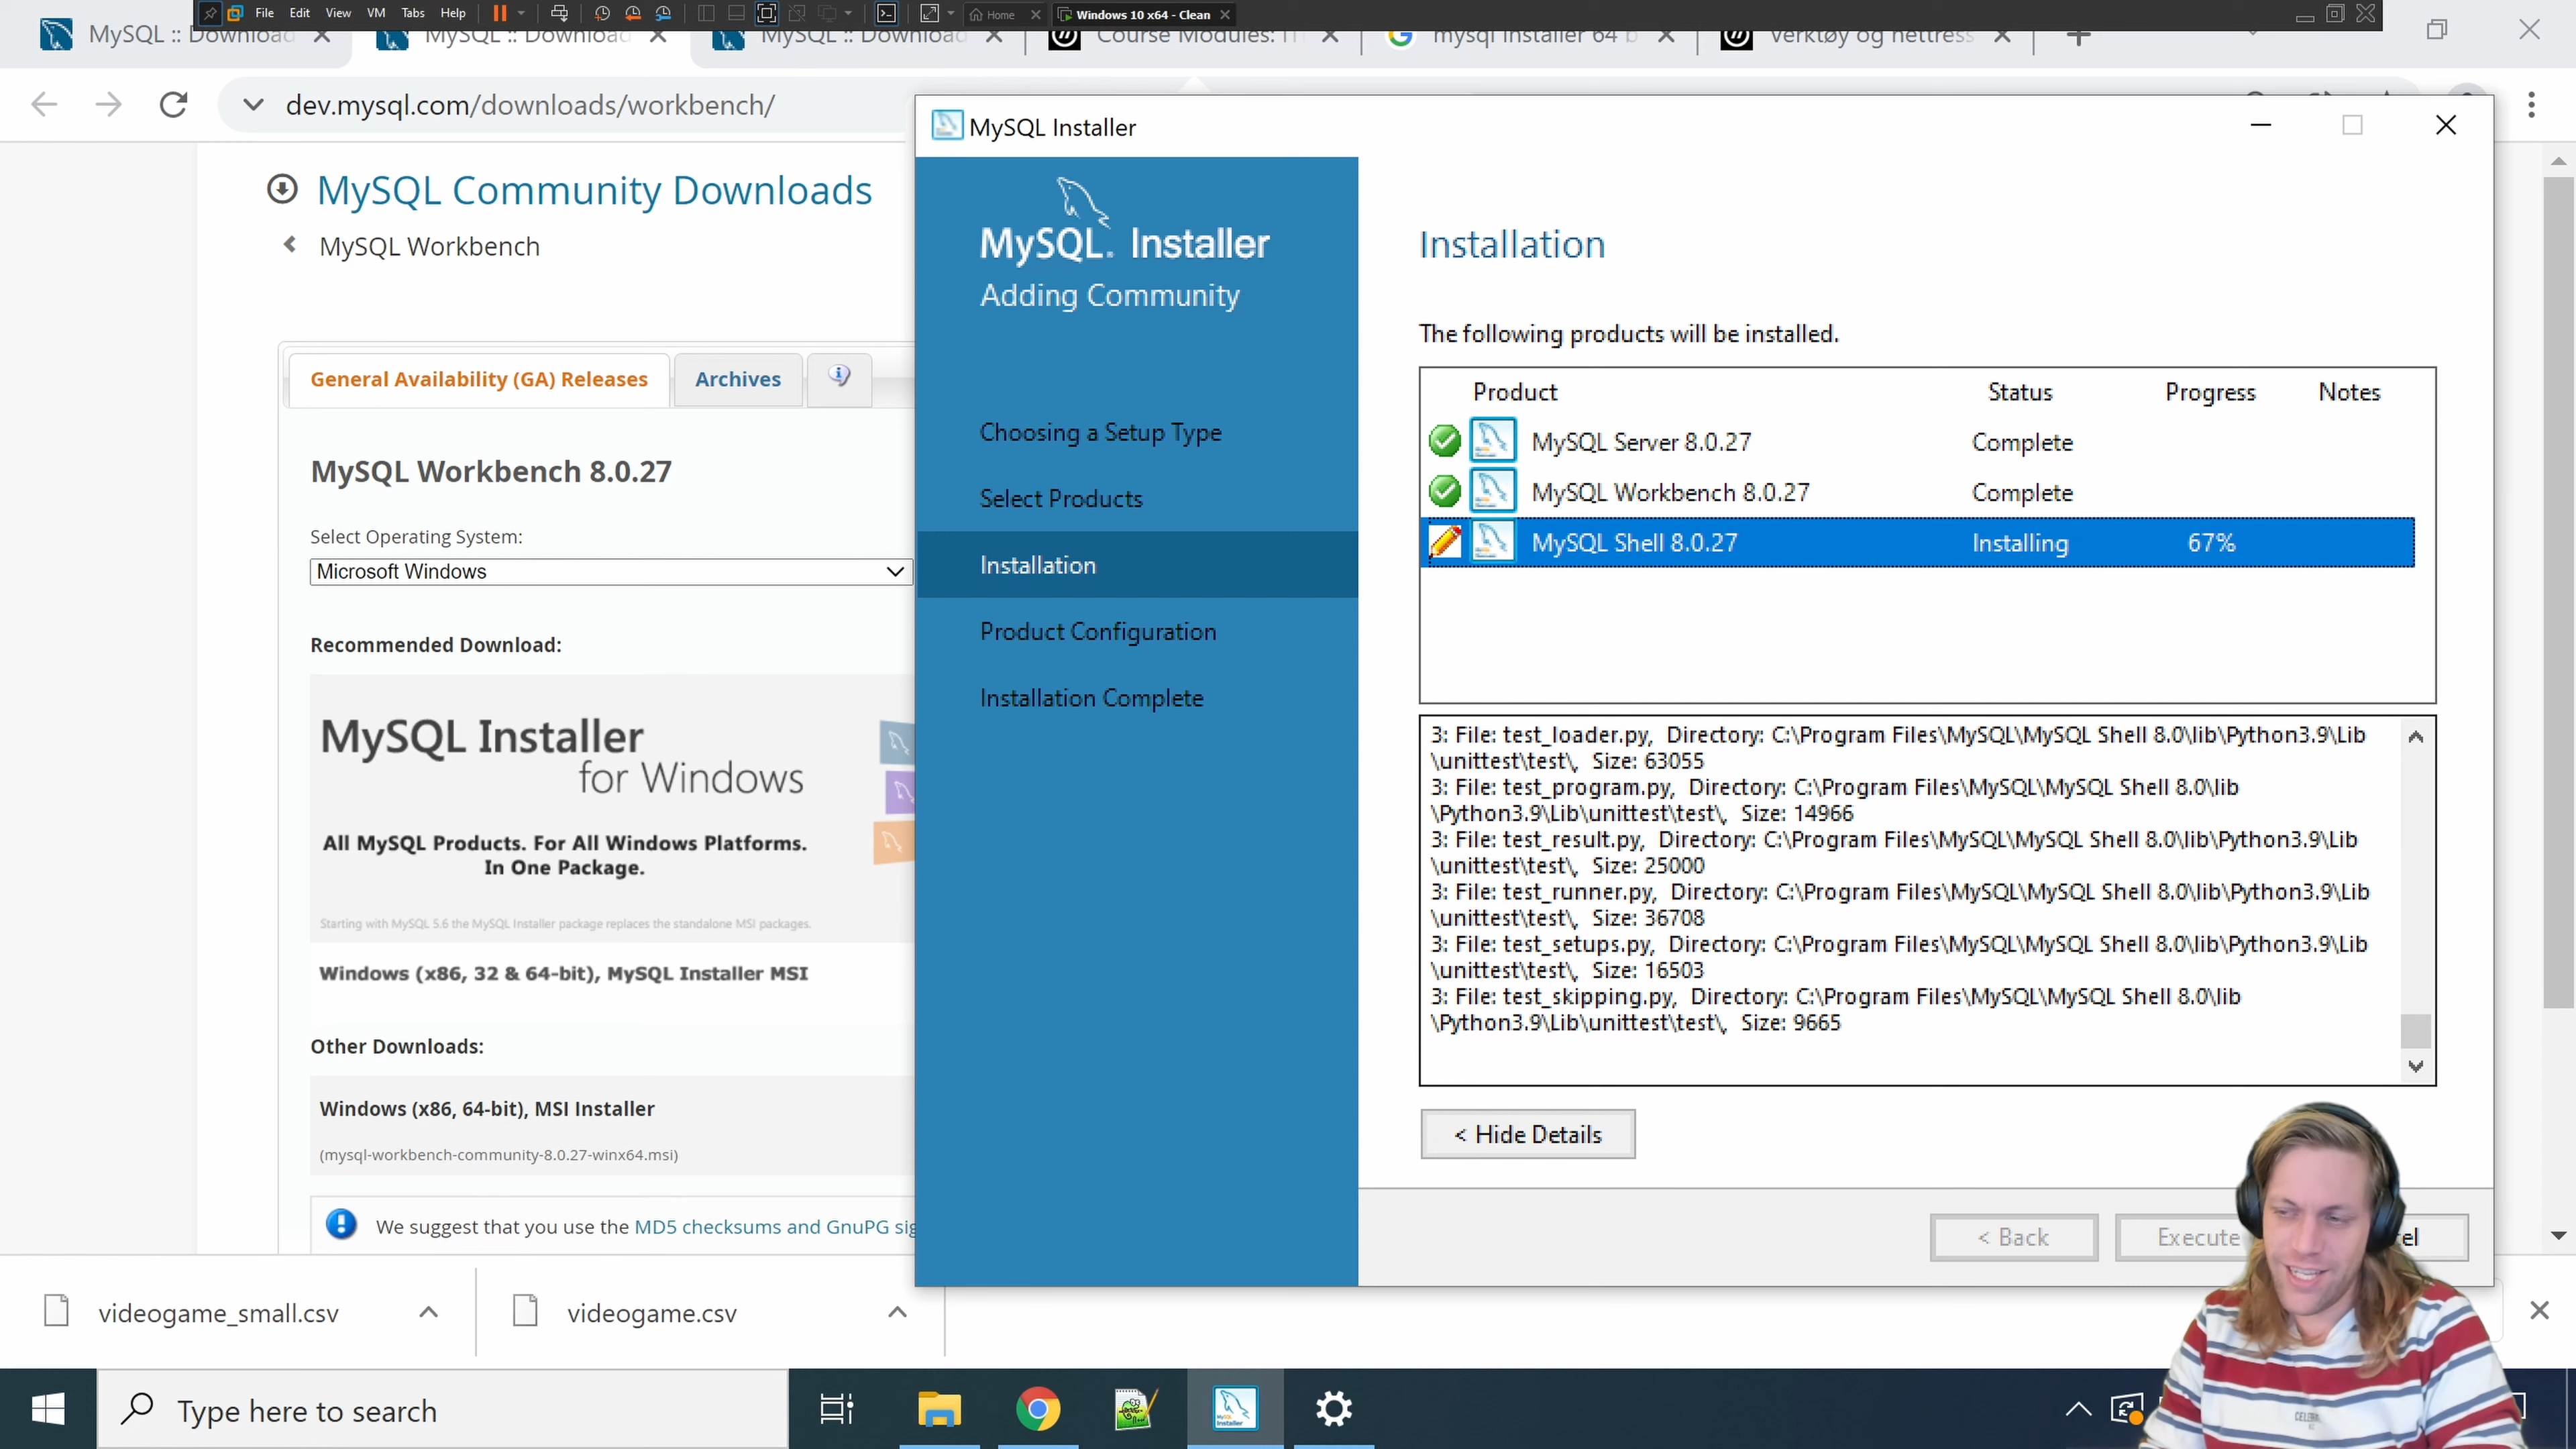 File Edit View VM Tabs Help
Home
Windows 10 x64 - Clean
MySQL :: Download
MySQL :: Download
MySQL :: Download
Course Modules: IT
mysql installer 64 b
Verktøy og nettress
dev.mysql.com/downloads/workbench/
MySQL Community Downloads
MySQL Workbench
General Availability (GA) Releases
Archives
MySQL Workbench 8.0.27
Select Operating System:
Microsoft Windows
Recommended Download:
MySQL Installer
for Windows
All MySQL Products. For All Windows Platforms.
In One Package.
Starting with MySQL 5.6 the MySQL Installer package replaces the standalone MSI packages.
Windows (x86, 32 & 64-bit), MySQL Installer MSI
Other Downloads:
Windows (x86, 64-bit), MSI Installer
(mysql-workbench-community-8.0.27-winx64.msi)
We suggest that you use the MD5 checksums and GnuPG sig
MySQL Installer
MySQL. Installer
Adding Community
Choosing a Setup Type
Select Products
Installation
Product Configuration
Installation Complete
Installation
The following products will be installed.
Product Status Progress Notes
MySQL Server 8.0.27 Complete
MySQL Workbench 8.0.27 Complete
MySQL Shell 8.0.27 Installing 67%
3: File: test_loader.py,  Directory: C:\Program Files\MySQL\MySQL Shell 8.0\lib\Python3.9\Lib
\unittest\test\,  Size: 63055
3: File: test_program.py,  Directory: C:\Program Files\MySQL\MySQL Shell 8.0\lib
\Python3.9\Lib\unittest\test\,  Size: 14966
3: File: test_result.py,  Directory: C:\Program Files\MySQL\MySQL Shell 8.0\lib\Python3.9\Lib
\unittest\test\,  Size: 25000
3: File: test_runner.py,  Directory: C:\Program Files\MySQL\MySQL Shell 8.0\lib\Python3.9\Lib
\unittest\test\,  Size: 36708
3: File: test_setups.py,  Directory: C:\Program Files\MySQL\MySQL Shell 8.0\lib\Python3.9\Lib
\unittest\test\,  Size: 16503
3: File: test_skipping.py,  Directory: C:\Program Files\MySQL\MySQL Shell 8.0\lib
\Python3.9\Lib\unittest\test\,  Size: 9665
< Hide Details
< Back
Execute
el
videogame_small.csv
videogame.csv
Type here to search